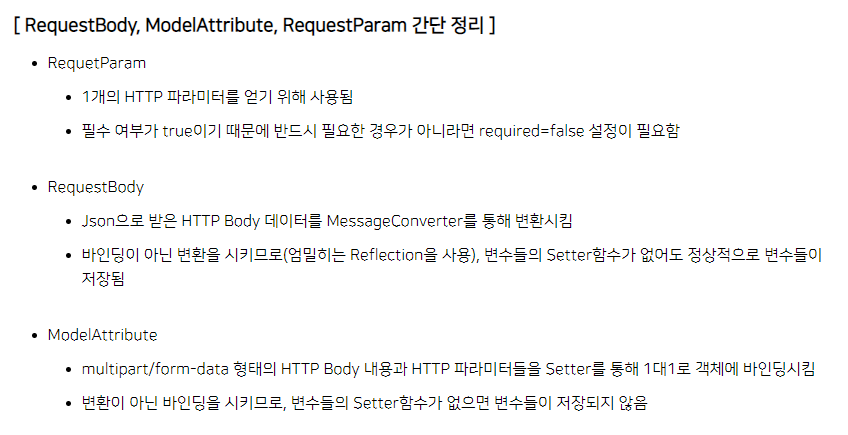 [ RequestBody, ModelAttribute, RequestParam 간단 정리 ]
• RequetParam
• 1개의 HTTP 파라미터를 얻기 위해 사용됨
• 필수 여부가 true이기 때문에 반드시 필요한 경우가 아니라면 required=false 설정이 필요함
• RequestBody
• Json으로 받은 HTTP Body 데이터를 MessageConverter를 통해 변환시킴
• 바인딩이 아닌 변환을 시키므로(엄밀히는 Reflection을 사용), 변수들의 Setter함수가 없어도 정상적으로 변수들이
저장됨
• ModelAttribute
• multipart/form-data 형태의 HTTP Body 내용과 HTTP 파라미터들을 Setter를 통해 1대1로 객체에 바인딩시킴
• 변환이 아닌 바인딩을 시키므로, 변수들의 Setter함수가 없으면 변수들이 저장되지 않음